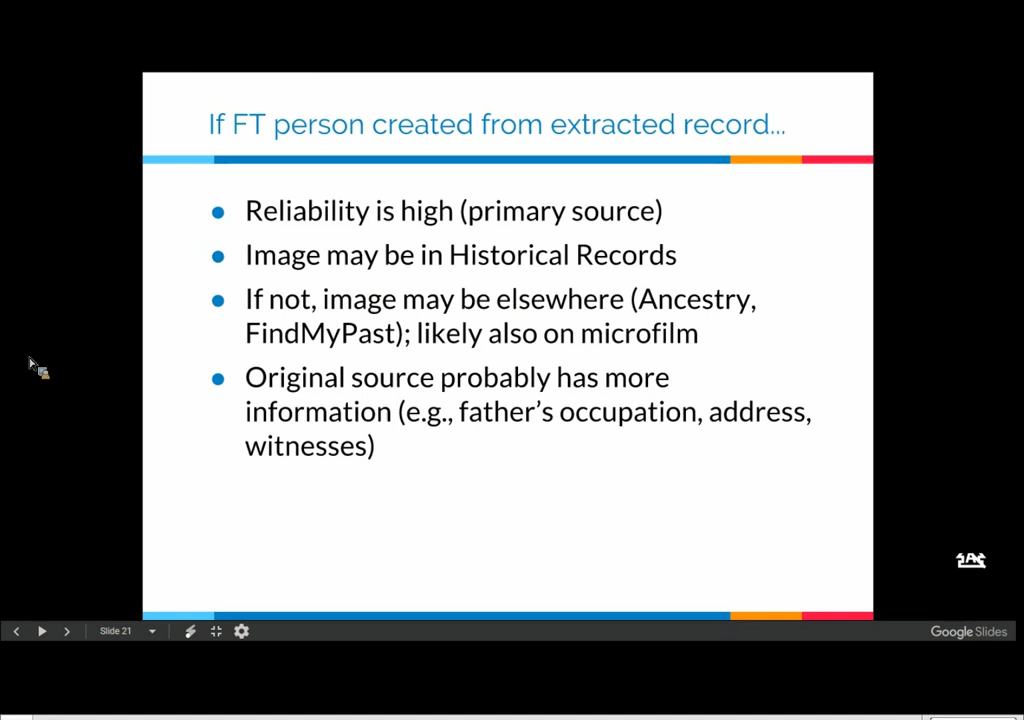 If FT person created from extracted record...
Reliability is high (primary source)
Image may be in Historical Records
If not, image may be elsewhere (Ancestry,
FindMyPast); likely also on microfilm
Original source probably has more
information (e.g., father's occupation, address,
witnesses)
Slide 21
Google Slides